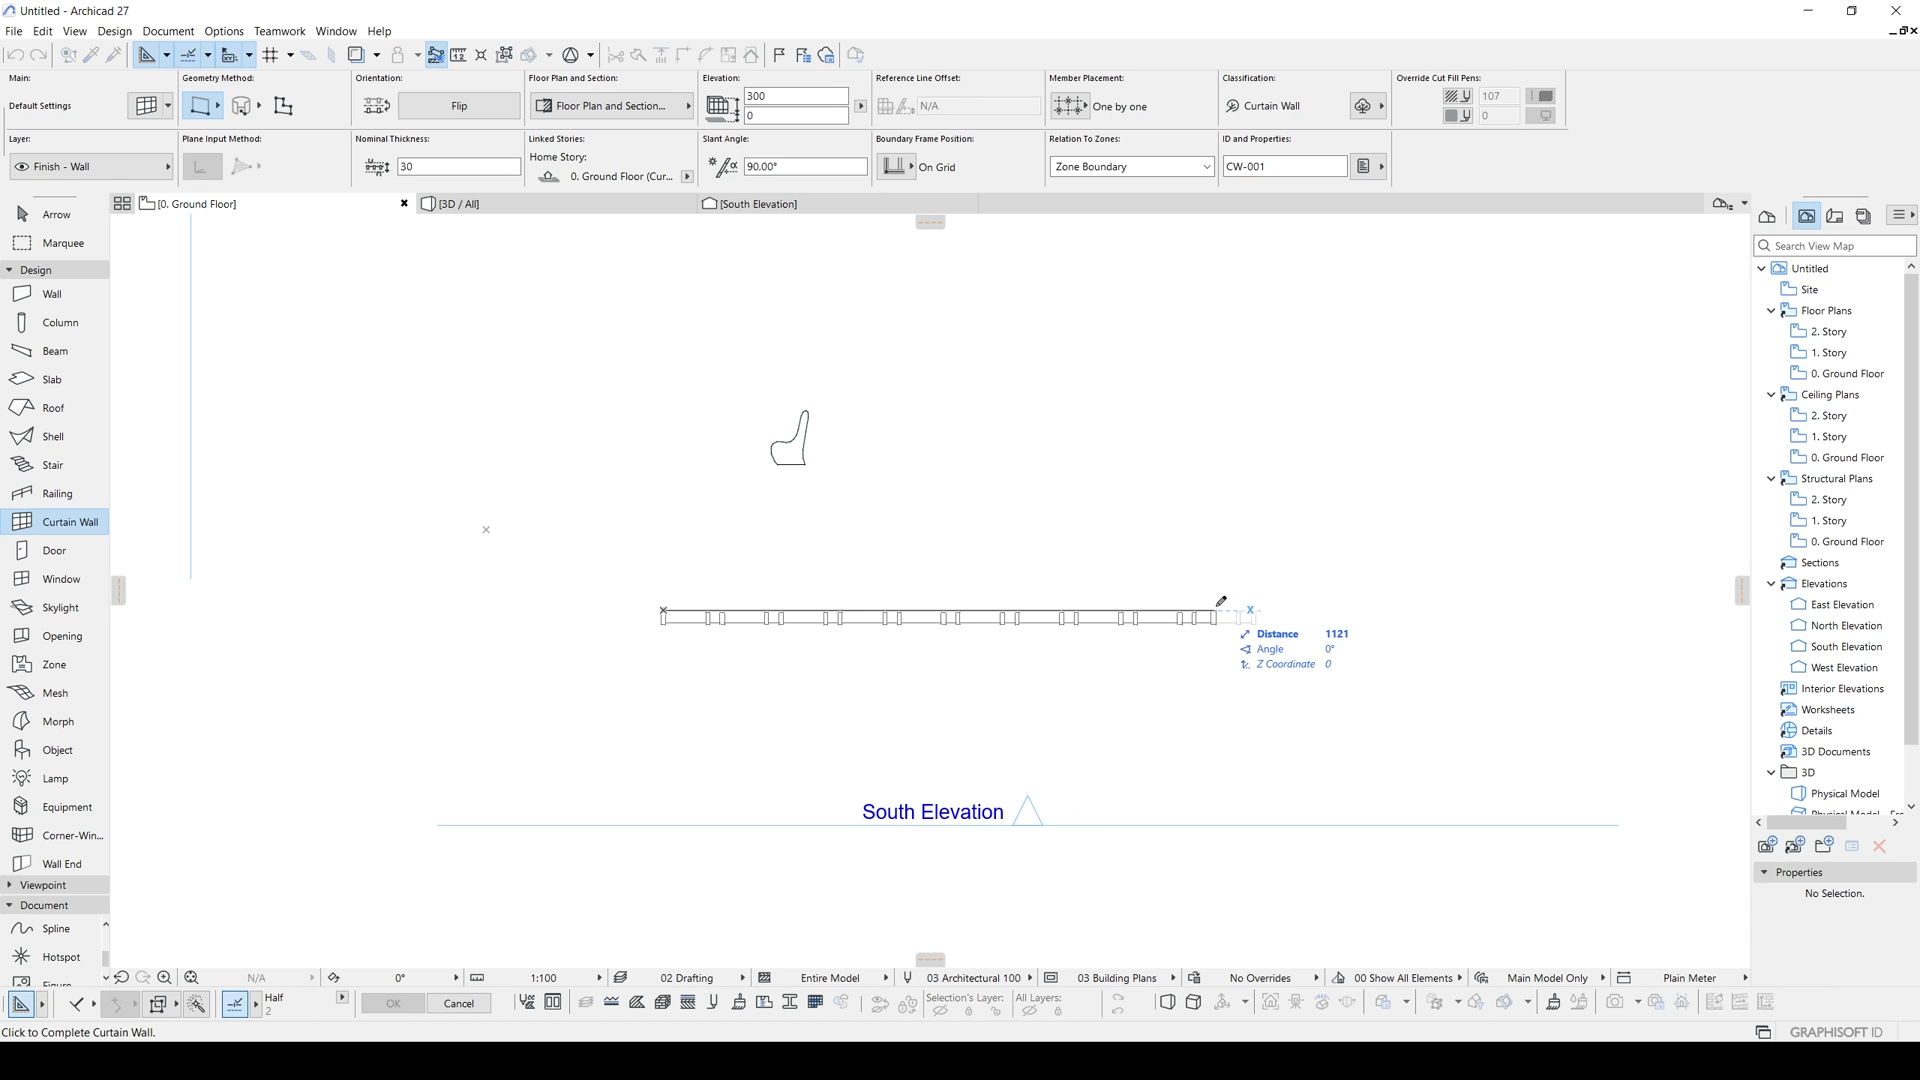 Untitled - Archicad 27
File Edit View Design Document Options Teamwork Window Help
Main: Geometry Method: Orientation: Floor Plan and Section: Elevation: Reference Line Offset: Member Placement: Classification: Override Cut Fill Pens:
Default Settings Flip Floor Plan and Section... 300 0 N/A One by one Curtain Wall 107 0
Layer: Plane Input Method: Nominal Thickness: Linked Stories: Slant Angle: Boundary Frame Position: Relation To Zones: ID and Properties:
Finish - Wall 30 Home Story: 0. Ground Floor (Cur... 90,00° On Grid Zone Boundary CW-001
[0. Ground Floor] [3D / All] [South Elevation]
Arrow
Marquee
Design
Wall
Column
Beam
Slab
Roof
Shell
Stair
Railing
Curtain Wall
Door
Window
Skylight
Opening
Zone
Mesh
Morph
Object
Lamp
Equipment
Corner-Win...
Wall End
Viewpoint
Document
Spline
Hotspot
Distance 1121
Angle 0°
Z Coordinate 0
South Elevation
Search View Map
Untitled
Site
Floor Plans
2. Story
1. Story
0. Ground Floor
Ceiling Plans
2. Story
1. Story
0. Ground Floor
Structural Plans
2. Story
1. Story
0. Ground Floor
Sections
Elevations
East Elevation
North Elevation
South Elevation
West Elevation
Interior Elevations
Worksheets
Details
3D Documents
3D
Physical Model
Properties
No Selection.
N/A 0° 1:100 02 Drafting Entire Model 03 Architectural 100 03 Building Plans No Overrides 00 Show All Elements Main Model Only Plain Meter
Half
2
OK Cancel Selection's Layer: All Layers:
Click to Complete Curtain Wall.
GRAPHISOFT ID